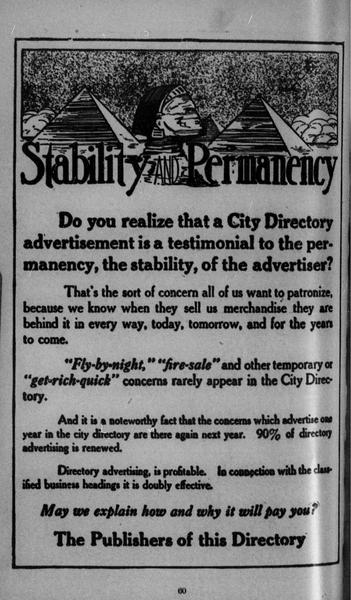 Stability AND Permanency
Do you realize that a City Directory
advertisement is a testimonial to the per-
manency, the stability, of the advertiser?
That's the sort of concern all of us want to patronize,
because we know when they sell us merchandise they are
behind it in every way, today, tomorrow, and for the years
to come.
"Fly-by-night," "fire-sale" and other temporary or
"get-rich-quick" concerns rarely appear in the City Direc-
tory.
And it is a noteworthy fact that the concerns which advertise one
year in the city directory are there again next year. 90% of directory
advertising is renewed.
Directory advertising, is profitable. In connection with the class-
ified business headings it is doubly effective.
May we explain how and why it will pay you?
The Publishers of this Directory
60